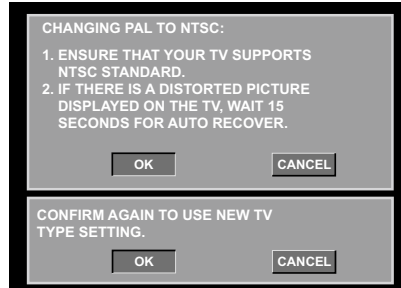 CHANGING PAL TO NTSC:
1. ENSURE THAT YOUR TV SUPPORTS
NTSC STANDARD.
2. IF THERE IS A DISTORTED PICTURE
DISPLAYED ON THE TV, WAIT 15
SECONDS FOR AUTO RECOVER.
OK CANCEL
CONFIRM AGAIN TO USE NEW TV
TYPE SETTING.
OK CANCEL